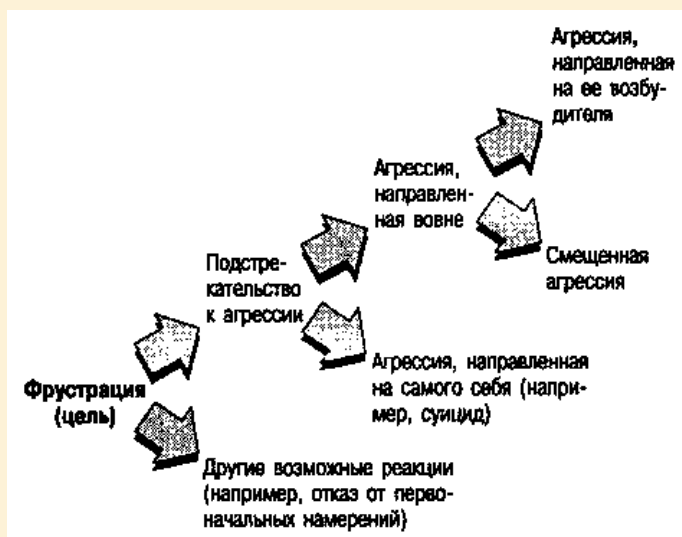 Агрессия,
направленная
на ее возбу-
дителя
Агрессия,
направлен-
ная вовне
Смещенная
агрессия
Подстре-
кательство
к агрессии
Агрессия, направленная
на самого себя (напри-
мер, суицид)
Фрустрация
(цель)
Другие возможные реакции
(например, отказ от перво-
начальных намерений)